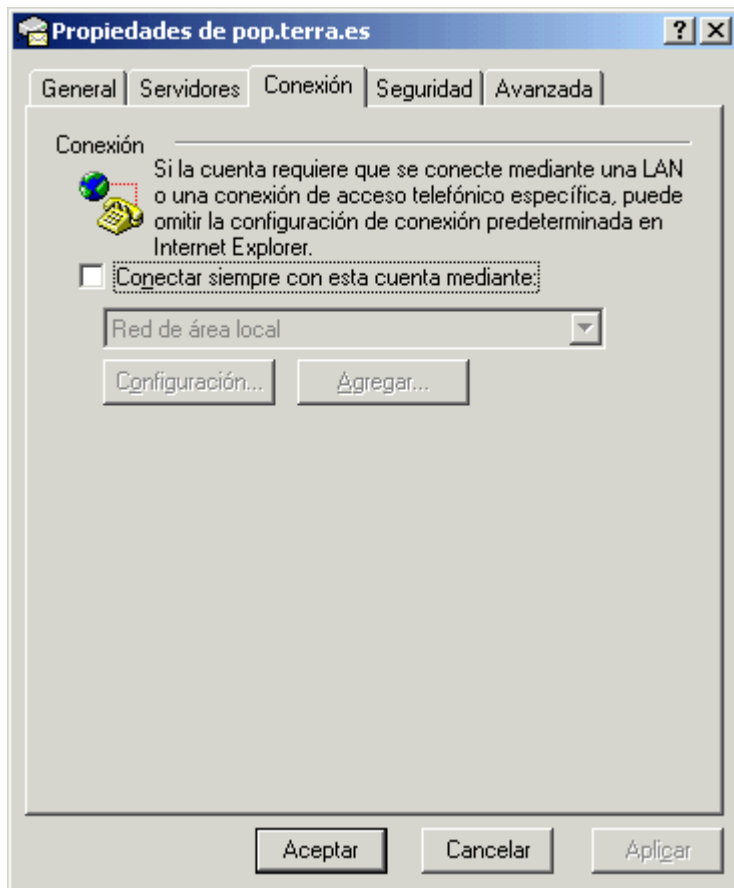 Propiedades de pop.terra.es
General
Servidores
Conexión
Seguridad
Avanzada
Conexión
Si la cuenta requiere que se conecte mediante una LAN
o una conexión de acceso telefónico específica, puede
omitir la configuración de conexión predeterminada en
Internet Explorer.
Conectar siempre con esta cuenta mediante:
Red de área local
Configuración...
Agregar...
Aceptar
Cancelar
Aplicar